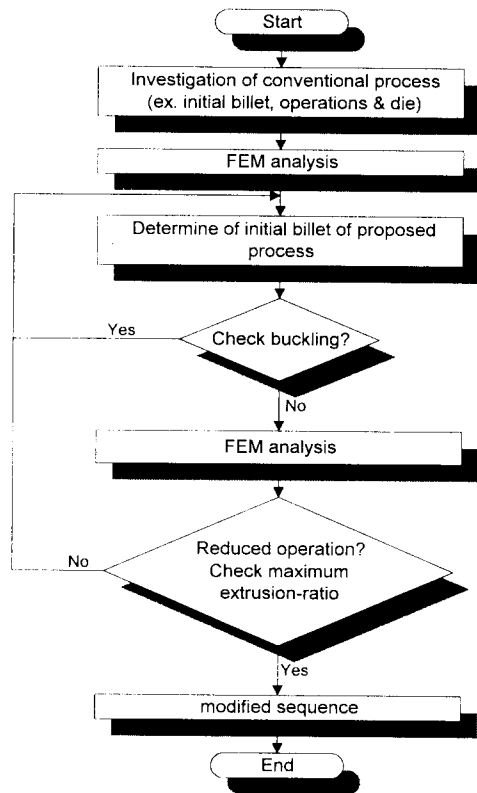 Start
Investigation of conventional process
(ex. initial billet, operations & die)
FEM analysis
Determine of initial billet of proposed
process
Yes
Check buckling?
No
FEM analysis
No
Reduced operation?
Check maximum
extrusion-ratio
Yes
modified sequence
End